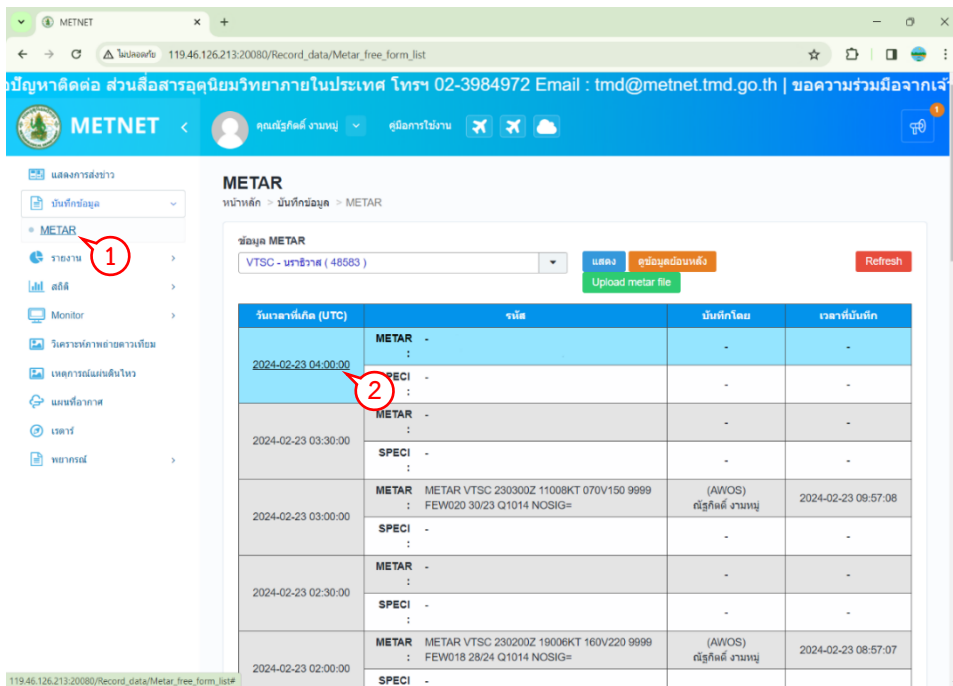 METNET
ไม่ปลอดภัย 119.46.126.213:20080/Record_data/Metar_free_form_list
ปัญหาติดต่อ ส่วนสื่อสารอุตุนิยมวิทยาภายในประเทศ โทรฯ 02-3984972 Email : tmd@metnet.tmd.go.th | ขอความร่วมมือจากเจ้า
METNET
คุณณัฐกิตติ์ งามหมู่ คู่มือการใช้งาน
1
แสดงการส่งข่าว
บันทึกข้อมูล
METAR
1
รายงาน
สถิติ
Monitor
วิเคราะห์ภาพถ่ายดาวเทียม
เหตุการณ์แผ่นดินไหว
แผนที่อากาศ
เรดาร์
พยากรณ์
METAR
หน้าหลัก > บันทึกข้อมูล > METAR
ข้อมูล METAR
VTSC - นราธิวาส ( 48583 ) แสดง ดูข้อมูลย้อนหลัง Refresh
Upload metar file
วันเวลาที่เกิด (UTC) รหัส บันทึกโดย เวลาที่บันทึก
2024-02-23 04:00:00 METAR : - - -
2
SPECI : - - -
2024-02-23 03:30:00 METAR : - - -
SPECI : - - -
2024-02-23 03:00:00 METAR : METAR VTSC 230300Z 11008KT 070V150 9999 (AWOS) 2024-02-23 09:57:08
FEW020 30/23 Q1014 NOSIG= ณัฐกิตติ์ งามหมู่
SPECI : - - -
2024-02-23 02:30:00 METAR : - - -
SPECI : - - -
2024-02-23 02:00:00 METAR : METAR VTSC 230200Z 19006KT 160V220 9999 (AWOS) 2024-02-23 08:57:07
FEW018 28/24 Q1014 NOSIG= ณัฐกิตติ์ งามหมู่
SPECI -
119.46.126.213:20080/Record_data/Metar_free_form_list#